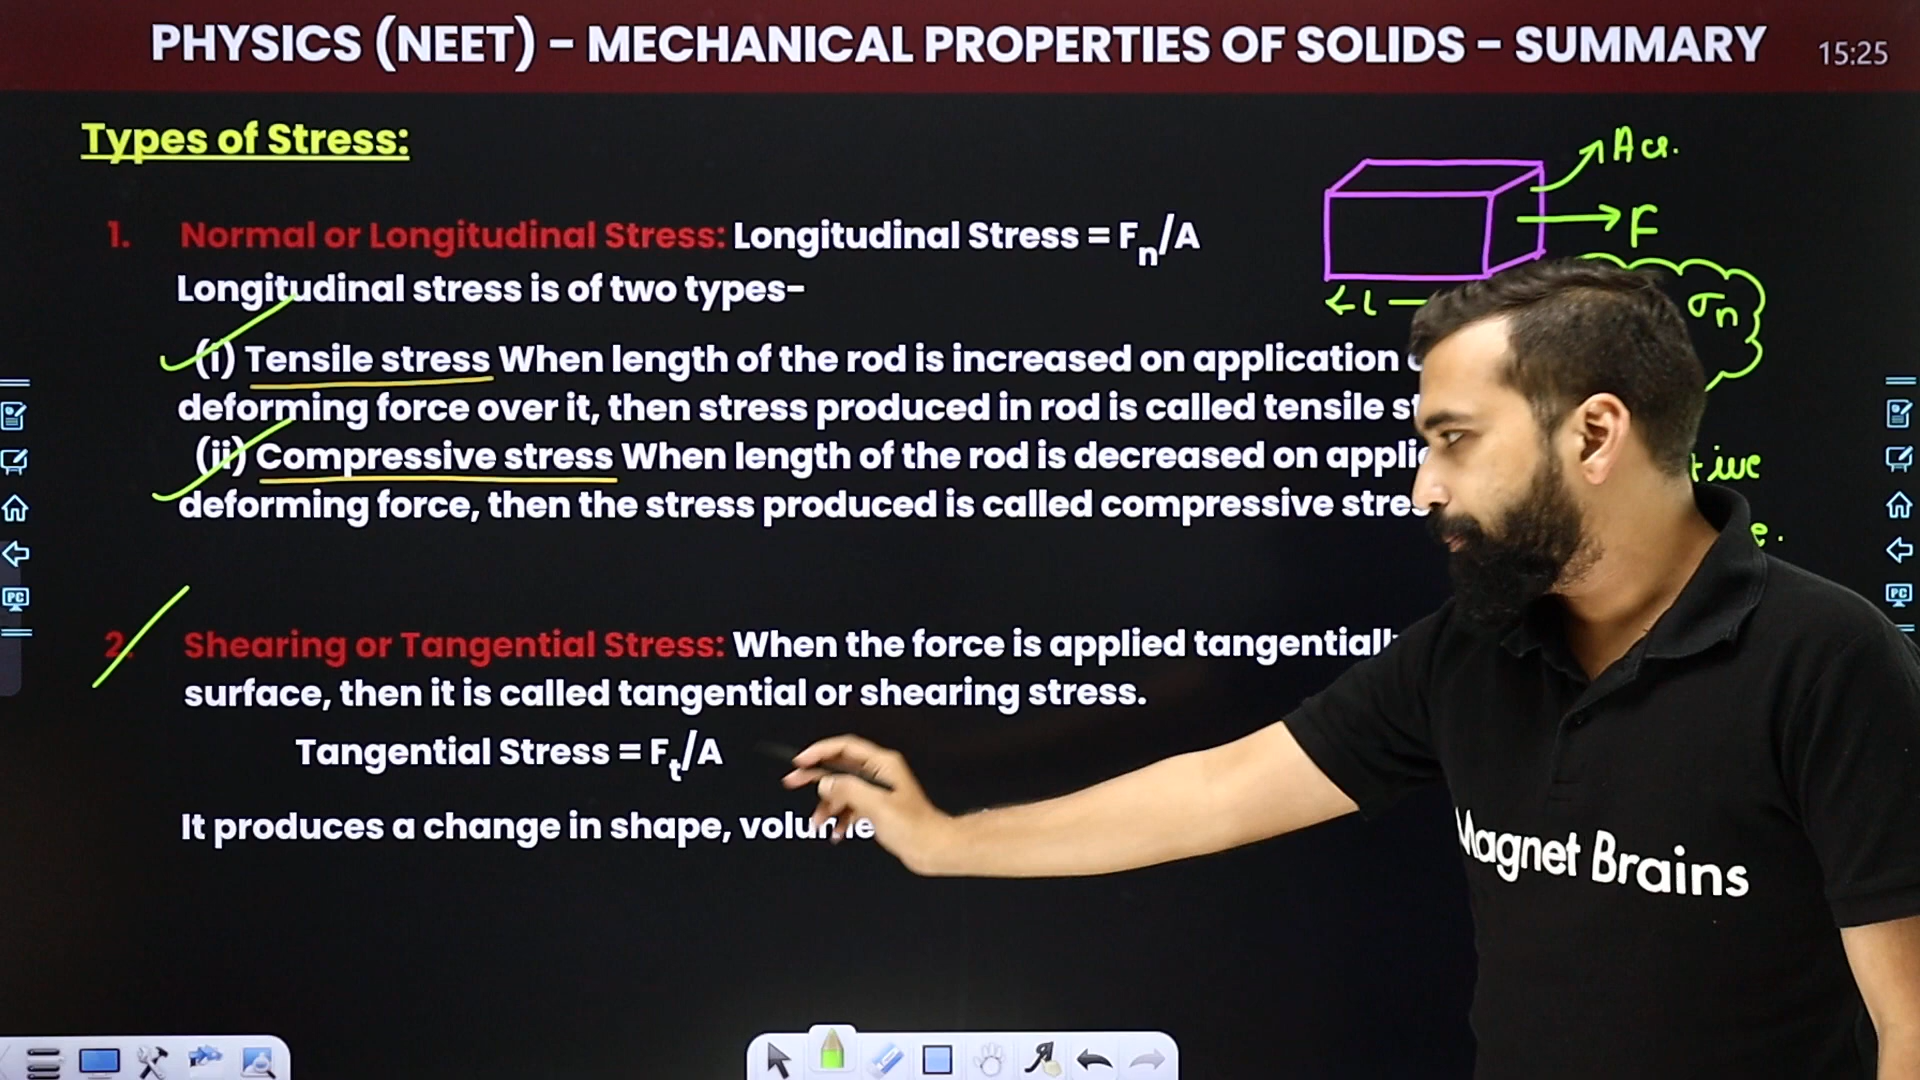 PHYSICS (NEET) – MECHANICAL PROPERTIES OF SOLIDS – SUMMARY
15:25
Types of Stress:
1. Normal or Longitudinal Stress: Longitudinal Stress = Fn/A
Longitudinal stress is of two types-
(i) Tensile stress When length of the rod is increased on application
deforming force over it, then stress produced in rod is called tensile
(ii) Compressive stress When length of the rod is decreased on
deforming force, then the stress produced is called compressive
2. Shearing or Tangential Stress: When the force is applied
surface, then it is called tangential or shearing stress.
Tangential Stress = Ft/A
It produces a change in shape,
F
l
σn
Magnet Brains
PC
PC